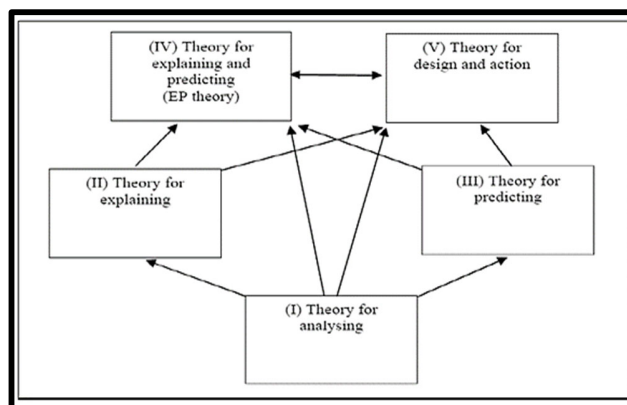 (IV) Theory for
explaining and
predicting
(EP theory)
(V) Theory for
design and action
(II) Theory for
explaining
(III) Theory for
predicting
(I) Theory for
analysing